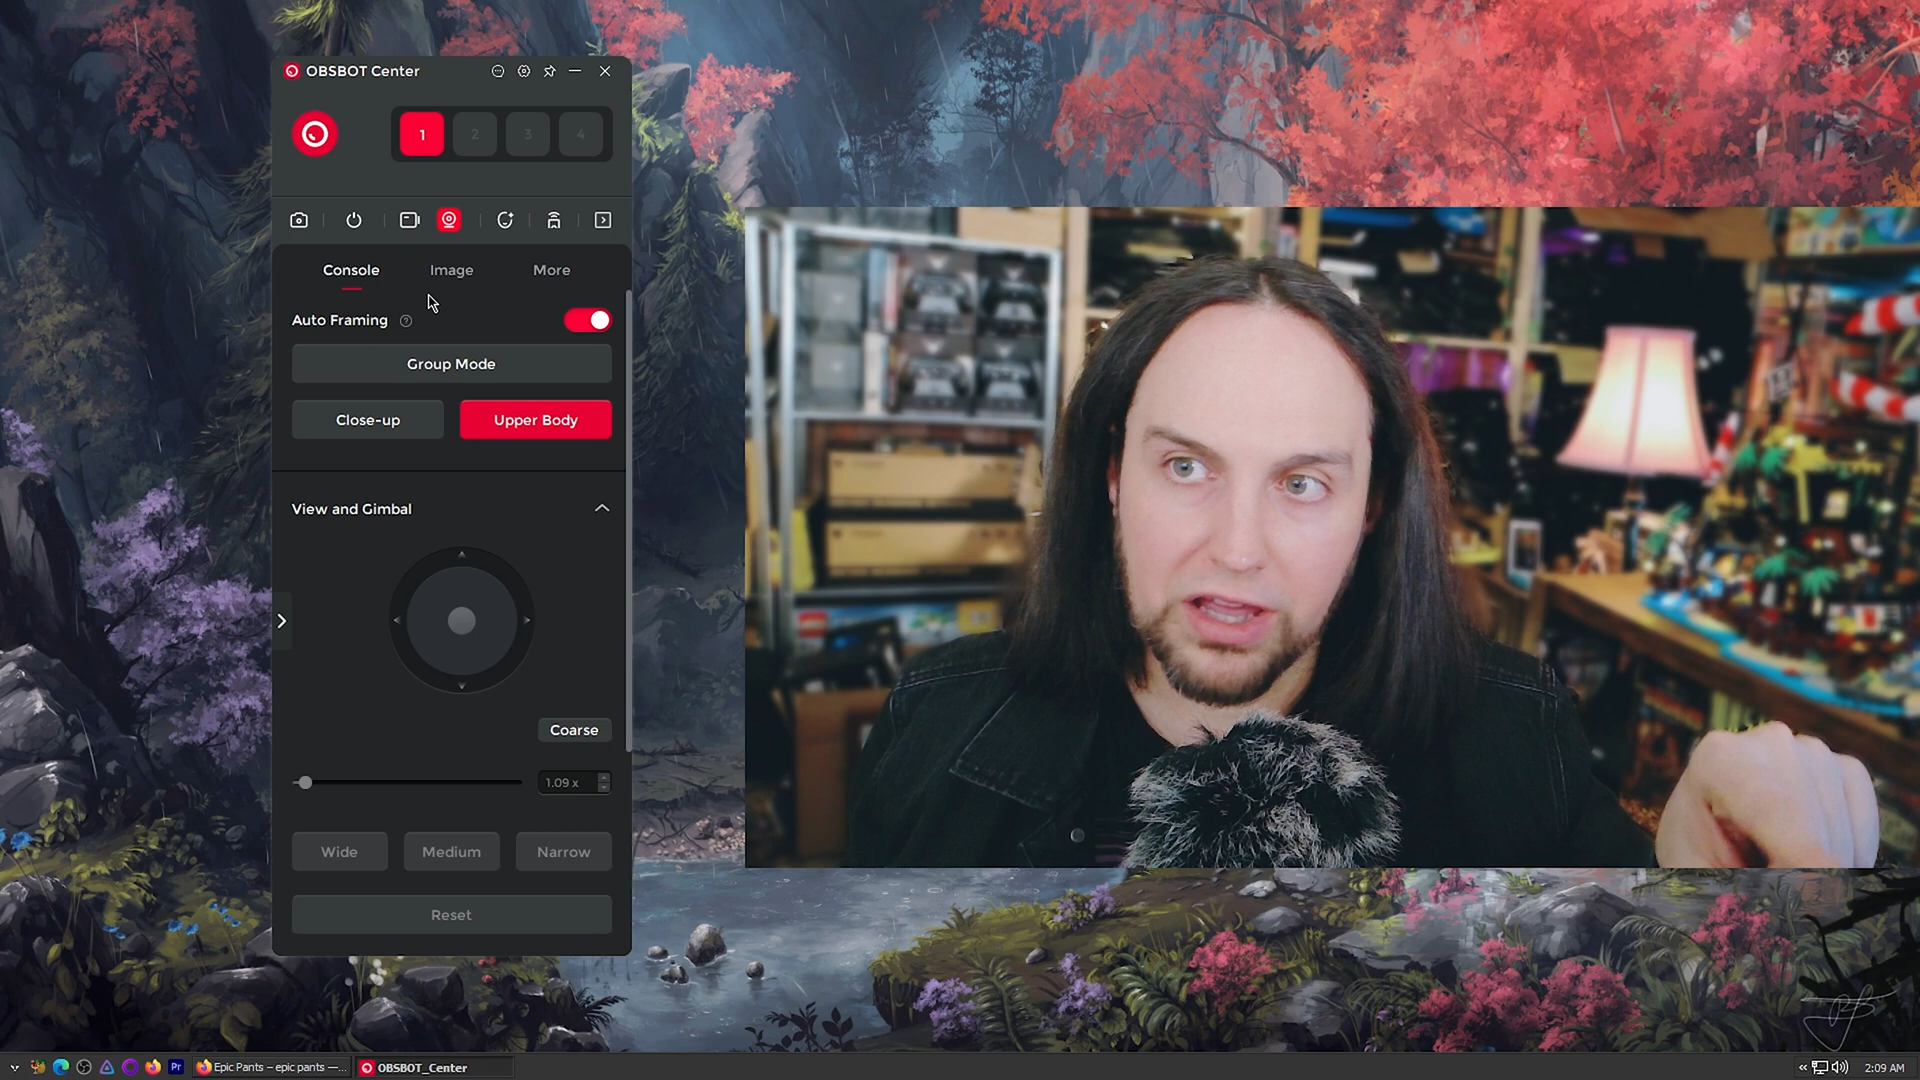 OBSBOT Center
1 2 3 4
Console Image More
Auto Framing
Group Mode
Close-up Upper Body
View and Gimbal
Coarse
1.09 x
Wide Medium Narrow
Reset
Pr Epic Pants – epic pants —... OBSBOT_Center 2:09 AM